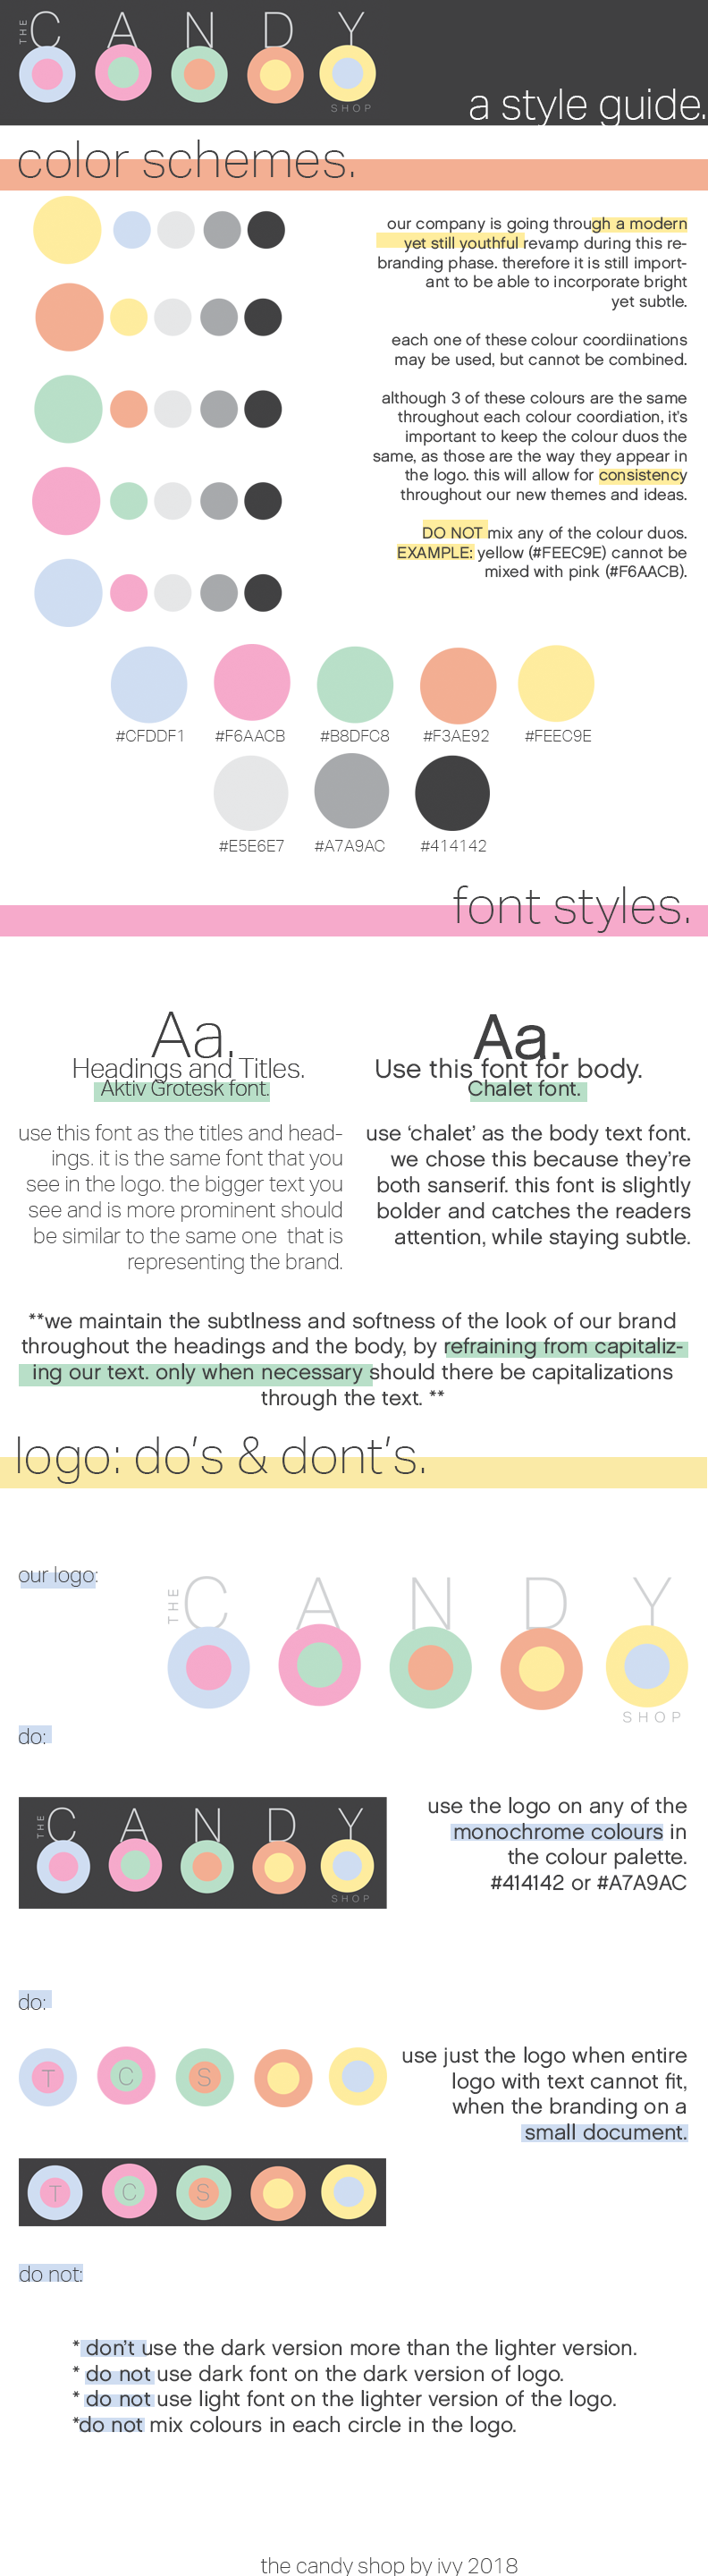 THE CANDY
SHOP
a style guide.
color schemes.
our company is going through a modern
yet still youthful revamp during this re-
branding phase. therefore it is still import-
ant to be able to incorporate bright
yet subtle.
each one of these colour coordiinations
may be used, but cannot be combined.
although 3 of these colours are the same
throughout each colour coordiation, it's
important to keep the colour duos the
same, as those are the way they appear in
the logo. this will allow for consistency
throughout our new themes and ideas.
DO NOT mix any of the colour duos.
EXAMPLE: yellow (#FEEC9E) cannot be
mixed with pink (#F6AACB).
#CFDDF1 #F6AACB #B8DFC8 #F3AE92 #FEEC9E
#E5E6E7 #A7A9AC #414142
font styles.
Aa.
Headings and Titles.
Aktiv Grotesk font.
use this font as the titles and head-
ings. it is the same font that you
see in the logo. the bigger text you
see and is more prominent should
be similar to the same one that is
representing the brand.
Aa.
Use this font for body.
Chalet font.
use ‘chalet’ as the body text font.
we chose this because they’re
both sanserif. this font is slightly
bolder and catches the readers
attention, while staying subtle.
**we maintain the subtlness and softness of the look of our brand
throughout the headings and the body, by refraining from capitaliz-
ing our text. only when necessary should there be capitalizations
through the text. **
logo: do’s & dont’s.
our logo:
THE CANDY
SHOP
do:
THE CANDY
SHOP
use the logo on any of the
monochrome colours in
the colour palette.
#414142 or #A7A9AC
do:
T C S
use just the logo when entire
logo with text cannot fit,
when the branding on a
small document.
T C S
do not:
* don’t use the dark version more than the lighter version.
* do not use dark font on the dark version of logo.
* do not use light font on the lighter version of the logo.
*do not mix colours in each circle in the logo.
the candy shop by ivy 2018